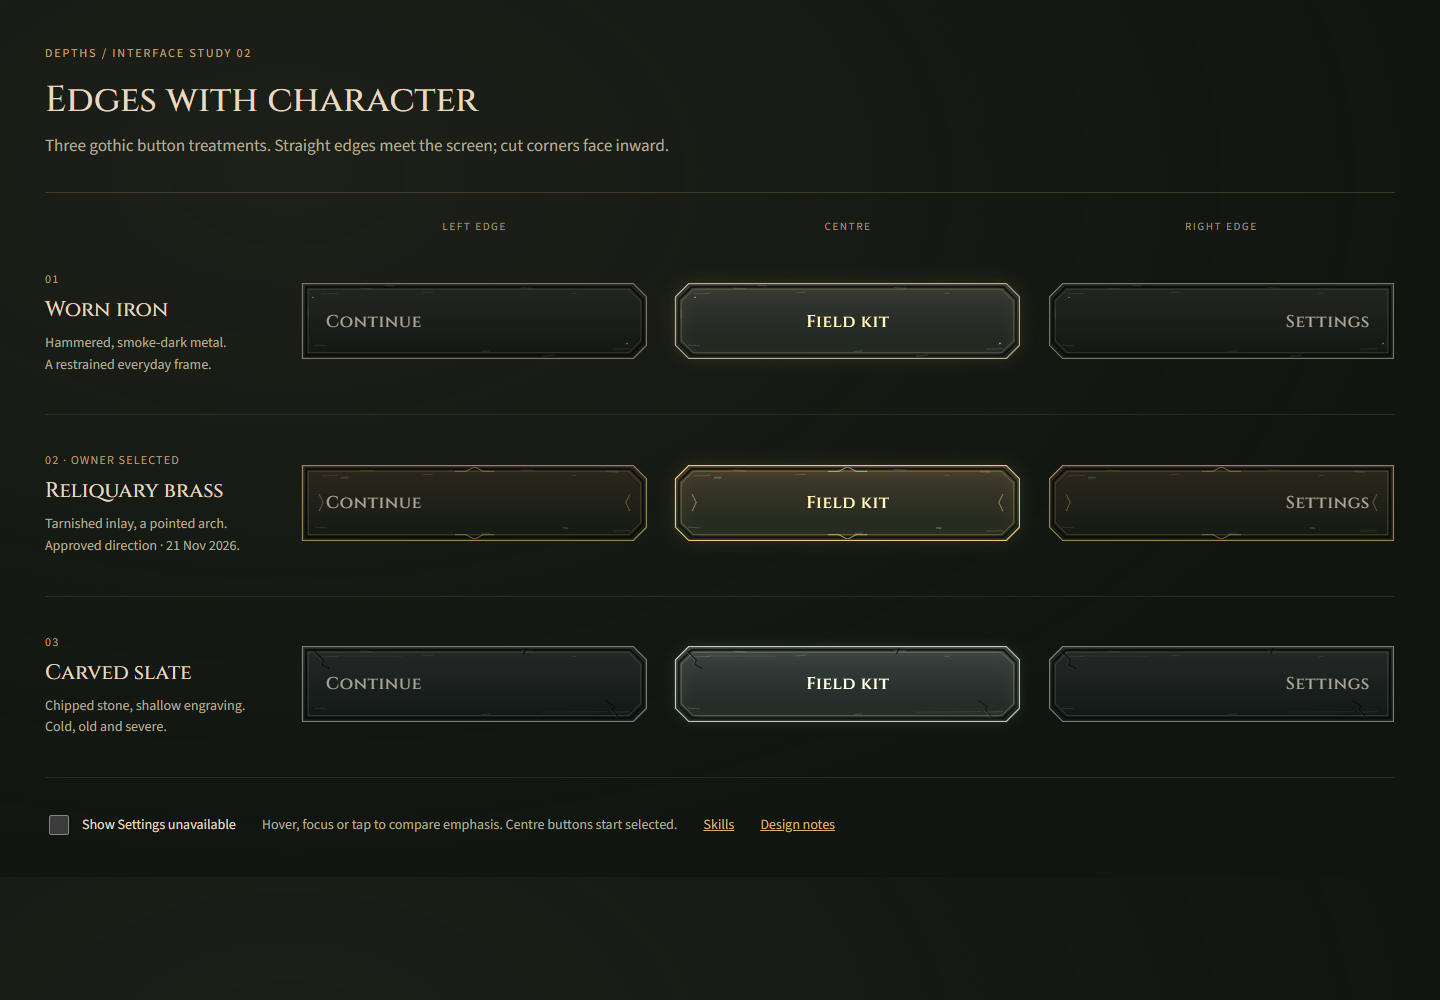 DEPTHS / INTERFACE STUDY 02
Edges with character
Three gothic button treatments. Straight edges meet the screen; cut corners face inward.
LEFT EDGE
CENTRE
RIGHT EDGE
01
Worn iron
Hammered, smoke-dark metal.
A restrained everyday frame.
Continue
Field kit
Settings
02 · OWNER SELECTED
Reliquary brass
Tarnished inlay, a pointed arch.
Approved direction · 21 Nov 2026.
Continue
Field kit
Settings
03
Carved slate
Chipped stone, shallow engraving.
Cold, old and severe.
Continue
Field kit
Settings
Show Settings unavailable
Hover, focus or tap to compare emphasis. Centre buttons start selected.
Skills
Design notes